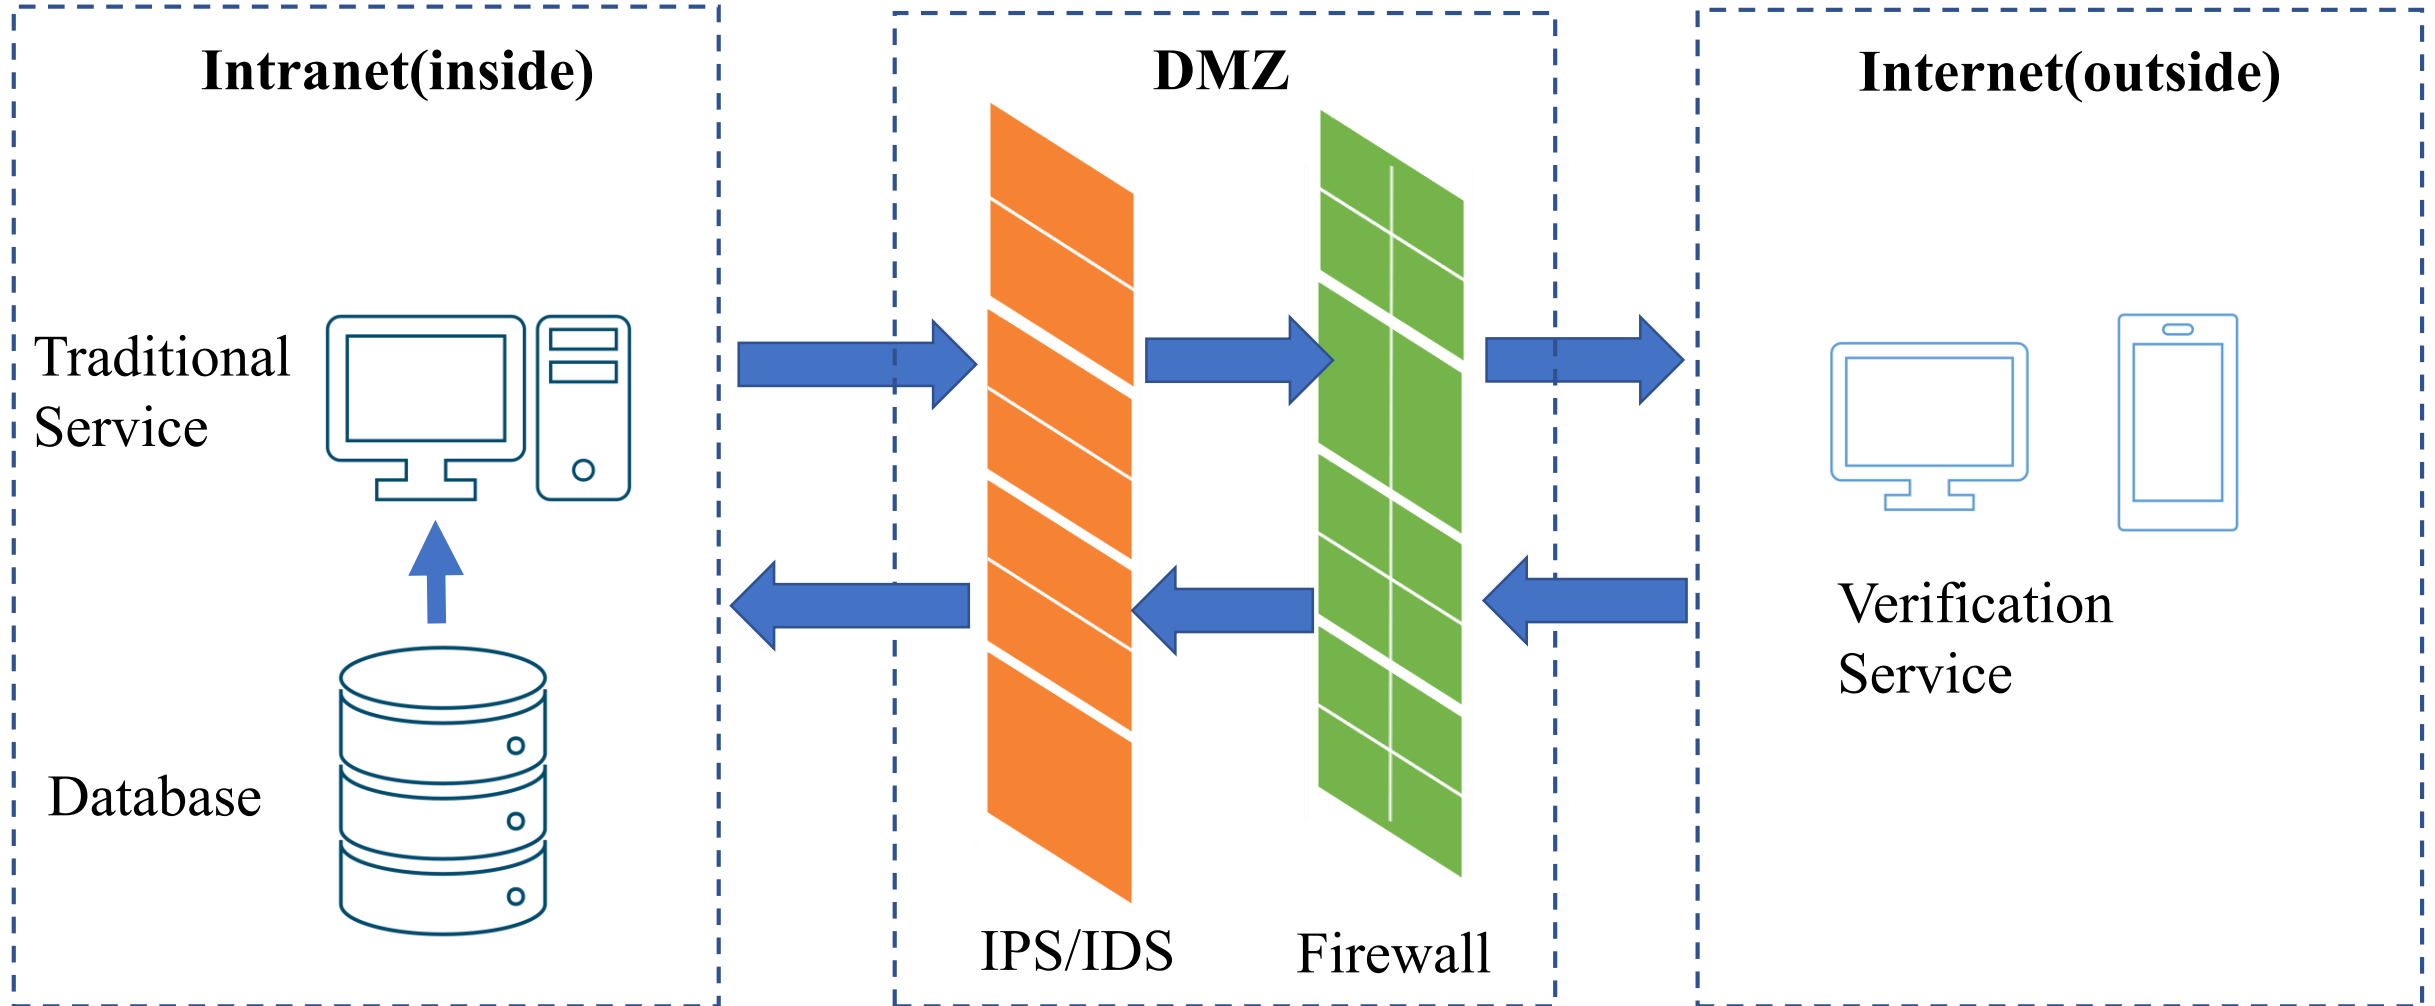 Intranet(inside)
DMZ
Internet(outside)
Traditional
Service
Verification
Service
Database
IPS/IDS
Firewall